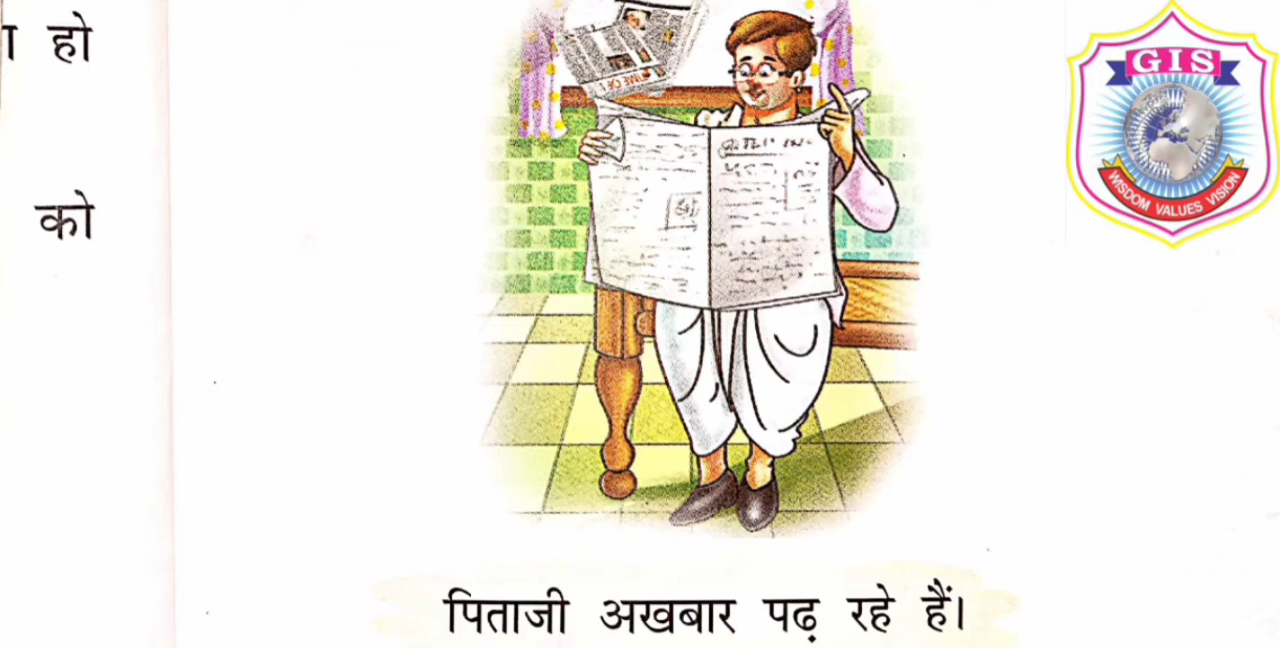 हो
को
GIS
WISDOM VALUES VISION
पिताजी अखबार पढ़ रहे हैं।